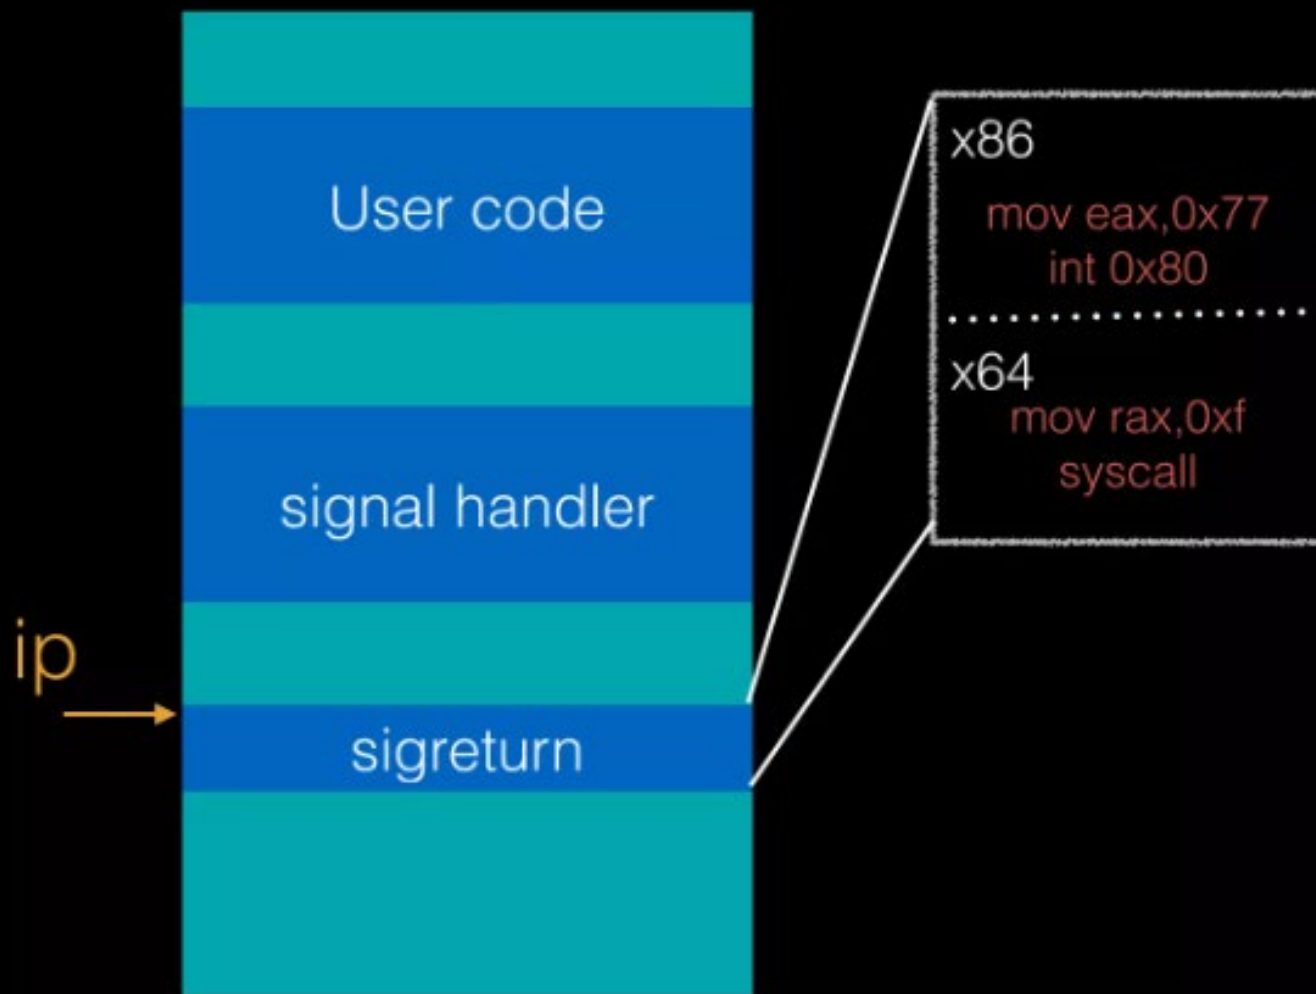 User code
signal handler
ip
sigreturn
x86
mov eax,0x77
int 0x80
x64
mov rax,0xf
syscall